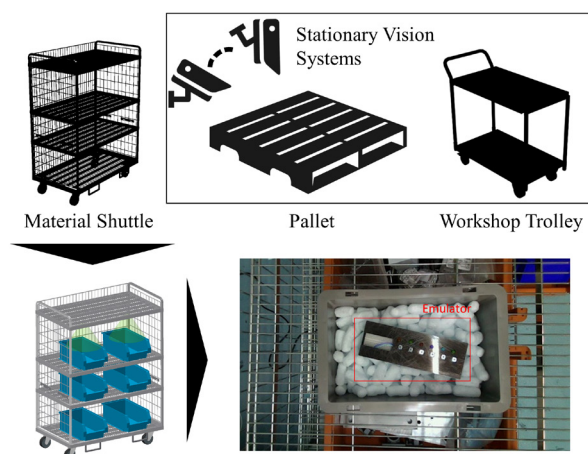 Stationary Vision
Systems
Material Shuttle
Pallet
Workshop Trolley
Emulator